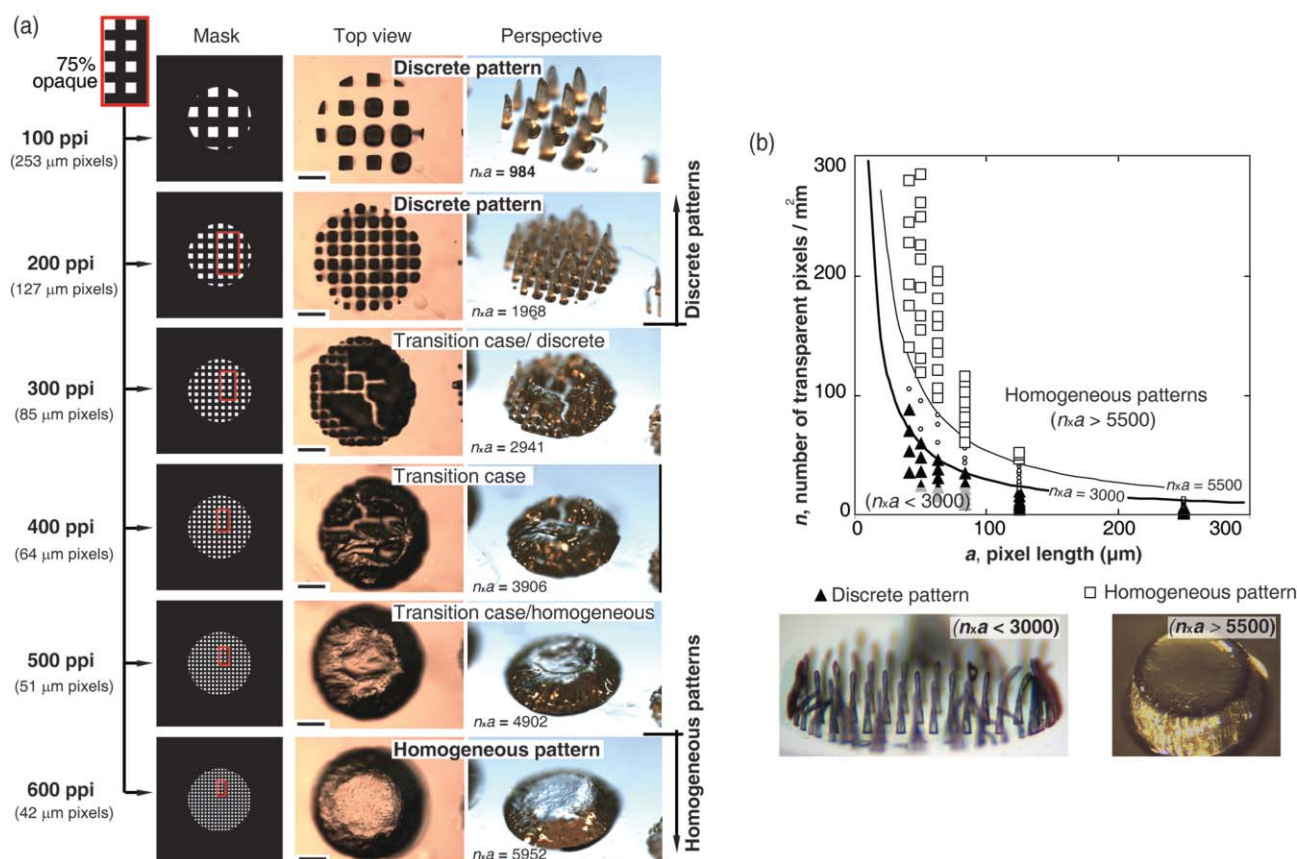 (a)
Mask
Top view
Perspective
75%
opaque
Discrete pattern
100 ppi
(253 μm pixels)
nxa = 984
Discrete pattern
200 ppi
(127 μm pixels)
nxa = 1968
Discrete patterns
Transition case/ discrete
300 ppi
(85 μm pixels)
nxa = 2941
Transition case
400 ppi
(64 μm pixels)
nxa = 3906
Transition case/homogeneous
500 ppi
(51 μm pixels)
nxa = 4902
Homogeneous pattern
600 ppi
(42 μm pixels)
nxa = 5952
Homogeneous patterns
(b)
n, number of transparent pixels / mm²
300
200
100
0
Homogeneous patterns
(nxa > 5500)
(nxa < 3000)
nxa = 3000
nxa = 5500
0
100
200
300
a, pixel length (μm)
▲ Discrete pattern
□ Homogeneous pattern
(nxa < 3000)
(nxa > 5500)